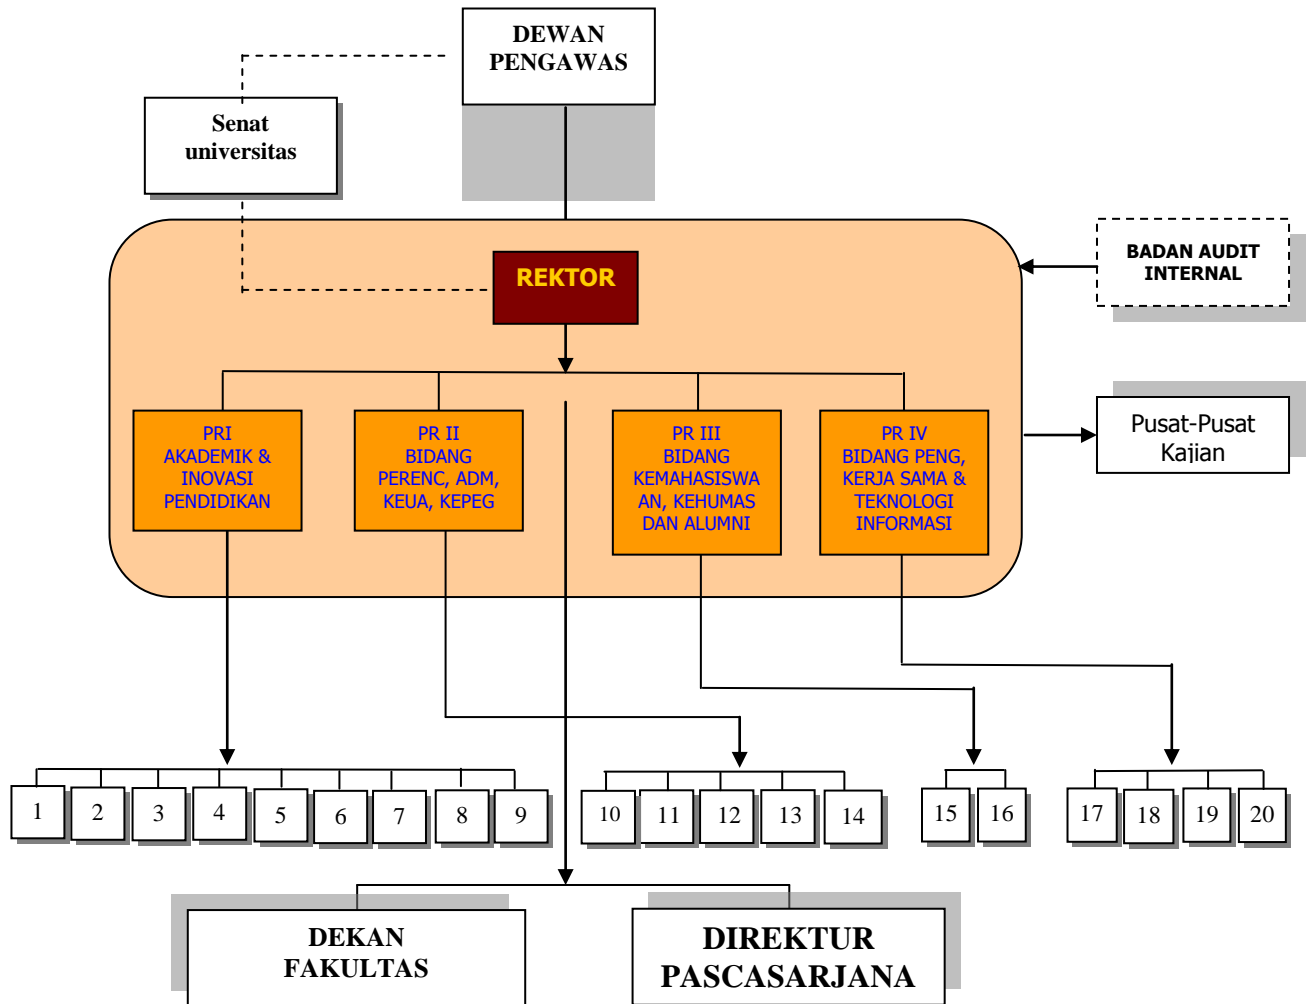 DEWAN
PENGAWAS
Senat
universitas
REKTOR
BADAN AUDIT
INTERNAL
PRI
AKADEMIK &
INOVASI
PENDIDIKAN
PR II
BIDANG
PERENC, ADM,
KEUA, KEPEG
PR III
BIDANG
KEMAHASISWA
AN, KEHUMAS
DAN ALUMNI
PR IV
BIDANG PENG,
KERJA SAMA &
TEKNOLOGI
INFORMASI
Pusat-Pusat
Kajian
1
2
3
4
5
6
7
8
9
10
11
12
13
14
15
16
17
18
19
20
DEKAN
FAKULTAS
DIREKTUR
PASCASARJANA